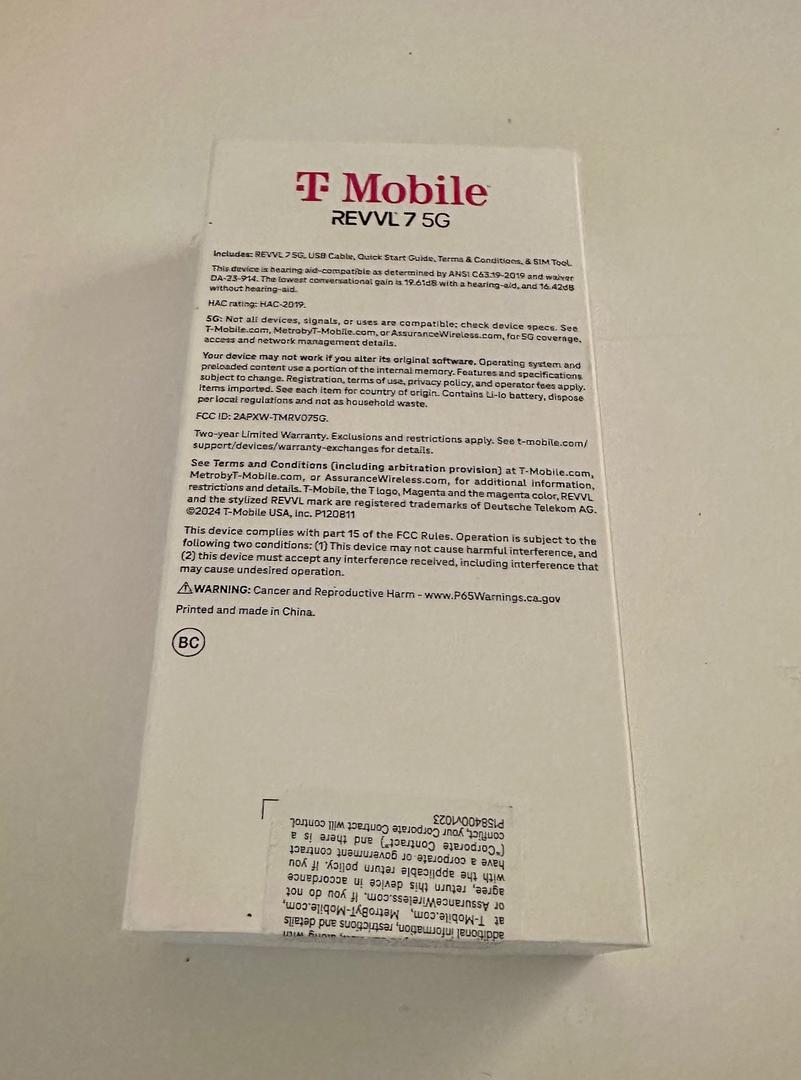 T Mobile
REVVL 7 5G
Includes: REVVL 7 5G, USB Cable, Quick Start Guide, Terms & Conditions, & SIM Tool.
This device is hearing aid-compatible as determined by ANSI C63.19-2019 and waiver
DA-23-914. The lowest conversational gain is 19.61dB with a hearing-aid, and 16.42dB
without hearing-aid.
HAC rating: HAC-2019.
5G: Not all devices, signals, or uses are compatible; check device specs. See
T-Mobile.com, MetrobyT-Mobile.com, or AssuranceWireless.com, for 5G coverage,
access and network management details.
Your device may not work if you alter its original software. Operating system and
preloaded content use a portion of the internal memory. Features and specifications
subject to change. Registration, terms of use, privacy policy, and operator fees apply.
Items imported. See each item for country of origin. Contains Li-Io battery, dispose
per local regulations and not as household waste.
FCC ID: 2APXW-TMRV075G.
Two-year Limited Warranty. Exclusions and restrictions apply. See t-mobile.com/
support/devices/warranty-exchanges for details.
See Terms and Conditions (including arbitration provision) at T-Mobile.com,
MetrobyT-Mobile.com, or AssuranceWireless.com, for additional information,
restrictions and details. T-Mobile, the T logo, Magenta and the magenta color, REVVL
and the stylized REVVL mark are registered trademarks of Deutsche Telekom AG.
©2024 T-Mobile USA, Inc. P120811
This device complies with part 15 of the FCC Rules. Operation is subject to the
following two conditions: (1) This device may not cause harmful interference, and
(2) this device must accept any interference received, including interference that
may cause undesired operation.
⚠WARNING: Cancer and Reproductive Harm - www.P65Warnings.ca.gov
Printed and made in China.
BC
additional information, restrictions and details
at T-Mobile.com, MetroByT-Mobile.com,
or AssuranceWireless.com. If you do not
agree, return this device in accordance
with the applicable return policy. If you
have a corporate or government contract
("Corporate Contract") and there is a
conflict, your Corporate Contract will control.
PIS8400V1023